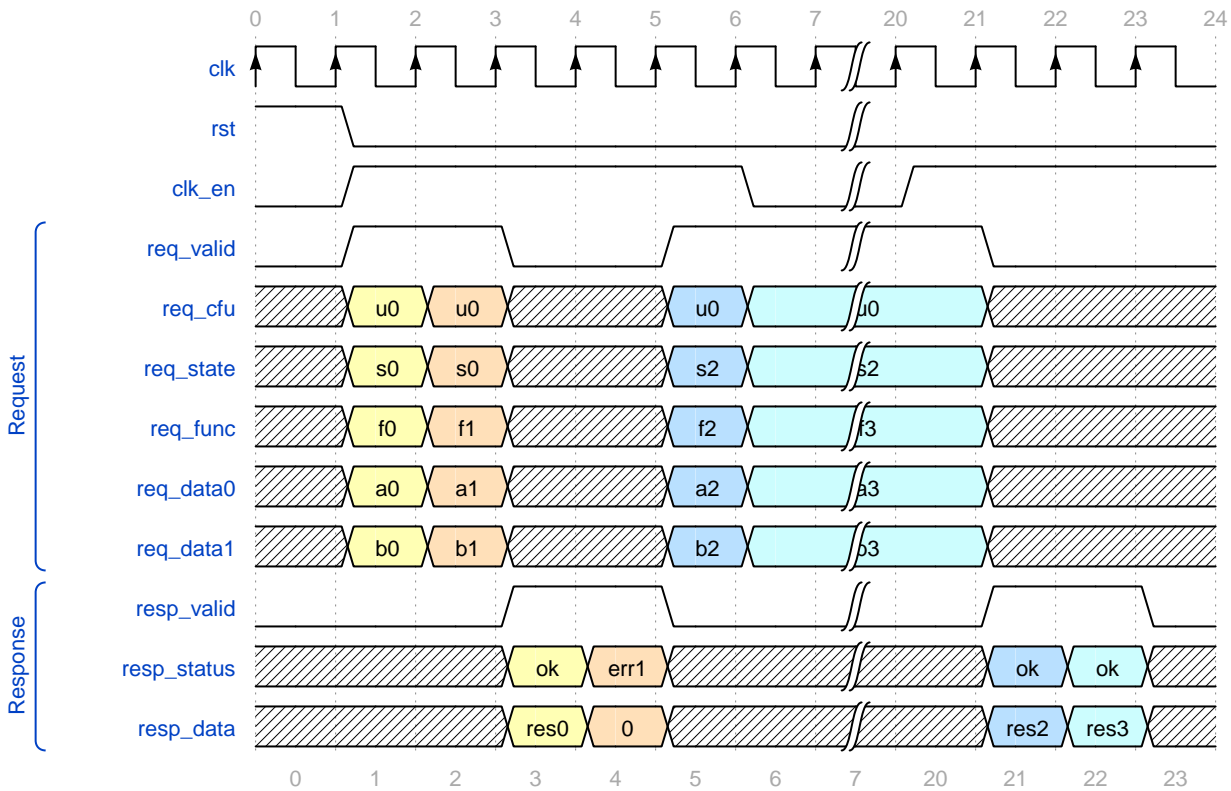 0 1 2 3 4 5 6 7 20 21 22 23 24
clk
rst
clk_en
Request
req_valid
req_cfu u0 u0 u0 u0
req_state s0 s0 s2 s2
req_func f0 f1 f2 f3
req_data0 a0 a1 a2 a3
req_data1 b0 b1 b2 b3
Response
resp_valid
resp_status ok err1 ok ok
resp_data res0 0 res2 res3
0 1 2 3 4 5 6 7 20 21 22 23